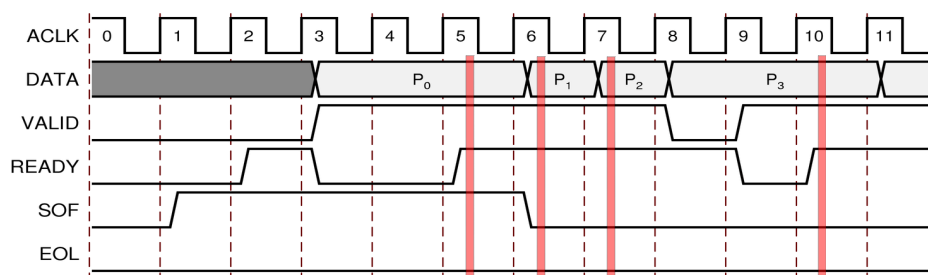 ACLK 0 1 2 3 4 5 6 7 8 9 10 11
DATA P₀ P₁ P₂ P₃
VALID
READY
SOF
EOL